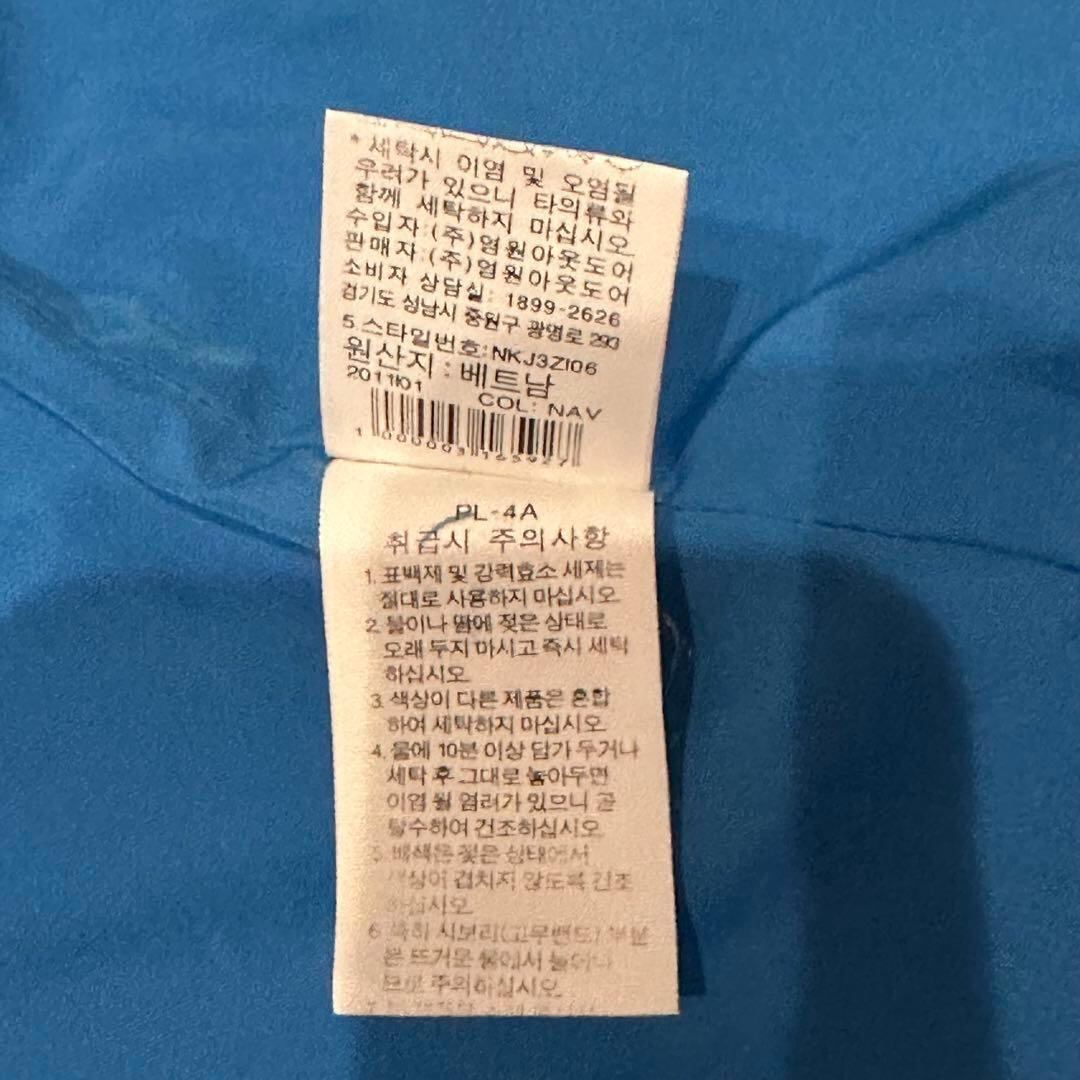 * 세탁시 이염 및 오염될
우려가 있으니 타의류와
함께 세탁하지 마십시오
수입자:(주)영원아웃도어
판매자:(주)영원아웃도어
소비자 상담실: 1899-2626
경기도 성남시 중원구 광명로 293
5.스타일번호:NKJ3ZI06
원산지:베트남
201101
COL: NAV
PL-4A
취급시 주의사항
1. 표백제 및 강력효소 세제는
절대로 사용하지 마십시오
2. 물이나 땀에 젖은 상태로
오래 두지 마시고 즉시 세탁
하십시오
3. 색상이 다른 제품은 혼합
하여 세탁하지 마십시오
4. 물에 10분 이상 담가 두거나
세탁 후 그대로 놓아두면
이염 될 염려가 있으니 곧
탈수하여 건조하십시오
5. 배색은 젖은 상태에서
색상이 겹치지 않도록 건조
하십시오
6. 특히 시보리(고무밴드) 부분
은 뜨거운 물에서 늘어나
므로 주의하십시오